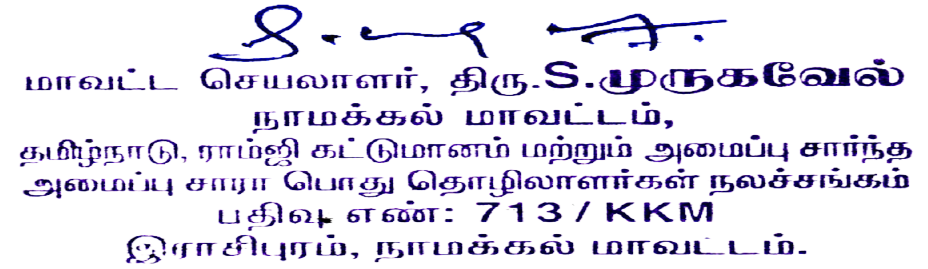 மாவட்ட செயலாளர், திரு.S.முருகவேல்
நாமக்கல் மாவட்டம்,
தமிழ்நாடு, ராம்ஜி கட்டுமானம் மற்றும் அமைப்பு சார்ந்த
அமைப்பு சாரா பொது தொழிலாளர்கள் நலச்சங்கம்
பதிவு எண்: 713 / KKM
இராசிபுரம், நாமக்கல் மாவட்டம்.